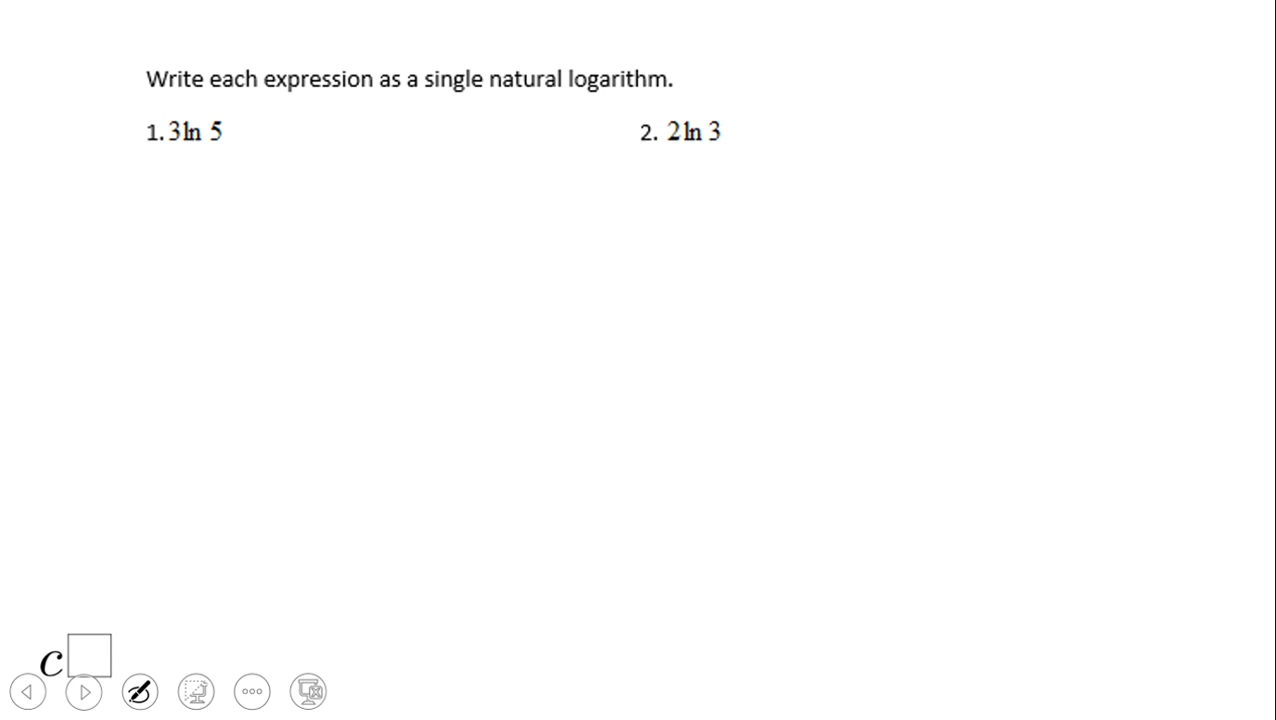 Write each expression as a single natural logarithm.
1. 3ln 5 2. 2ln 3
c